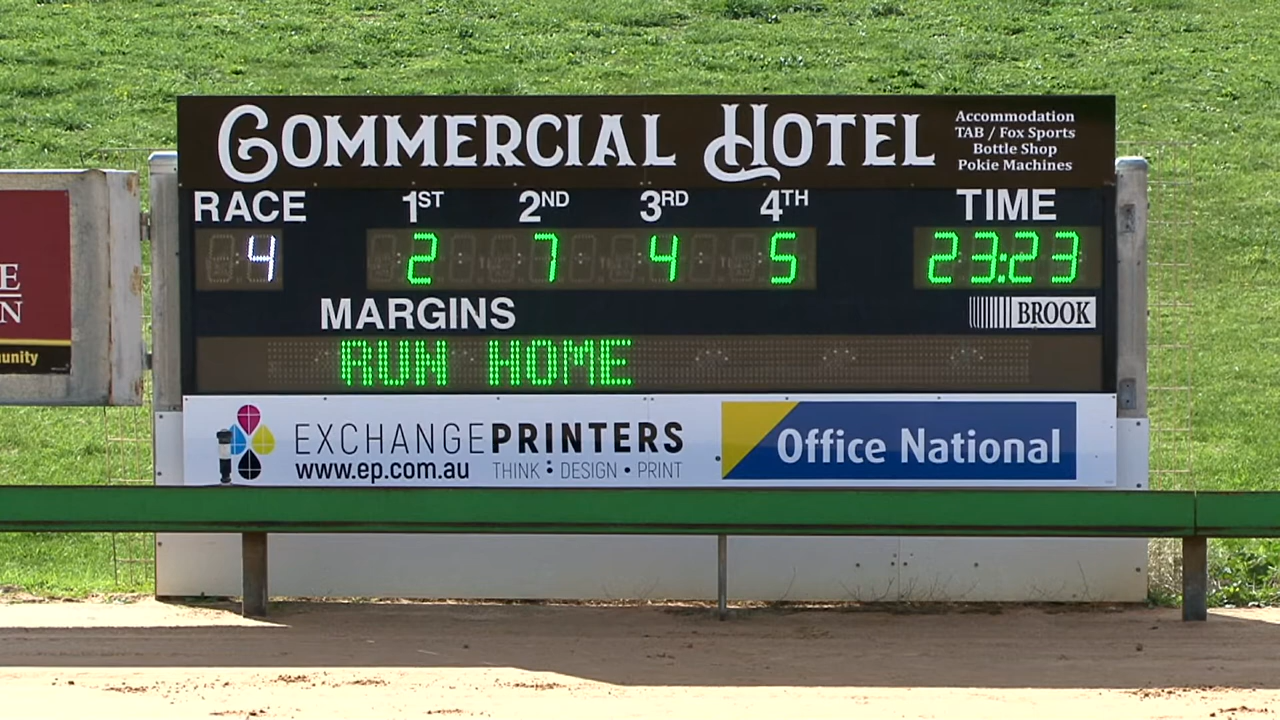 COMMERCIAL HOTEL
Accommodation
TAB / Fox Sports
Bottle Shop
Pokie Machines
RACE 1ST 2ND 3RD 4TH TIME
4 2 7 4 5 23:23
MARGINS
BROOK
RUN HOME
EXCHANGEPRINTERS
www.ep.com.au THINK : DESIGN • PRINT
Office National
E
N
unity